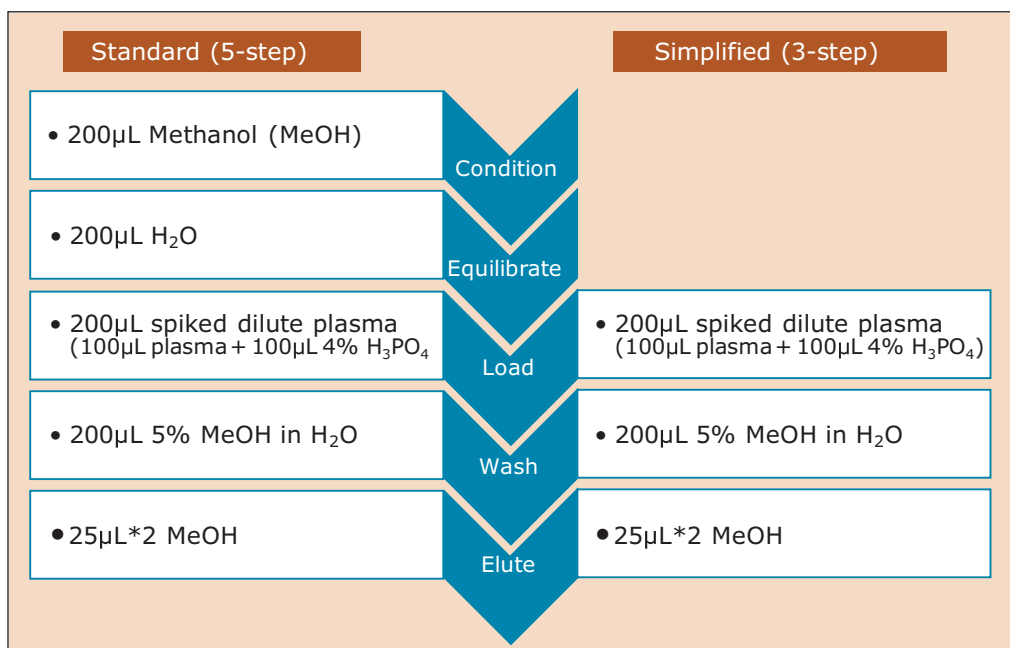 Standard (5-step)
Simplified (3-step)
• 200µL Methanol (MeOH)
Condition
• 200µL H₂O
Equilibrate
• 200µL spiked dilute plasma
(100µL plasma + 100µL 4% H₃PO₄
Load
• 200µL spiked dilute plasma
(100µL plasma + 100µL 4% H₃PO₄)
• 200µL 5% MeOH in H₂O
Wash
• 200µL 5% MeOH in H₂O
• 25µL*2 MeOH
Elute
• 25µL*2 MeOH